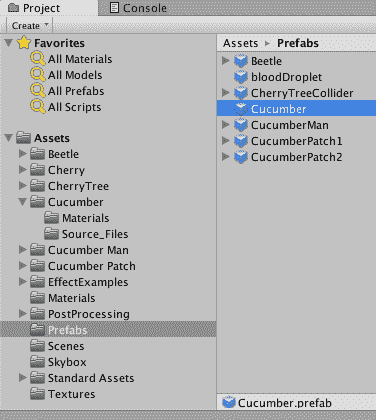 Project
Console
Create
Favorites
All Materials
All Models
All Prefabs
All Scripts
Assets
Beetle
Cherry
CherryTree
Cucumber
Materials
Source_Files
Cucumber Man
Cucumber Patch
EffectExamples
Materials
PostProcessing
Prefabs
Scenes
Skybox
Standard Assets
Textures
Assets ▸ Prefabs
Beetle
bloodDroplet
CherryTreeCollider
Cucumber
CucumberMan
CucumberPatch1
CucumberPatch2
Cucumber.prefab